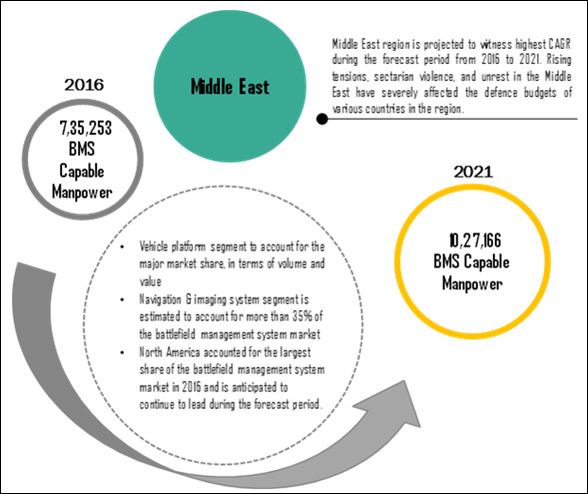 Middle East
Middle East region is projected to witness highest CAGR
during the forecast period from 2016 to 2021. Rising
tensions, sectarian violence, and unrest in the Middle
East have severely affected the defence budgets of
various countries in the region.
2016
7,35,253
BMS
Capable
Manpower
2021
10,27,166
BMS Capable
Manpower
• Vehicle platform segment to account for the
major market share, in terms of volume and
value
• Navigation & imaging system segment is
estimated to account for more than 35% of
the battlefield management system market
• North America accounted for the largest
share of the battlefield management system
market in 2016 and is anticipated to
continue to lead during the forecast period.